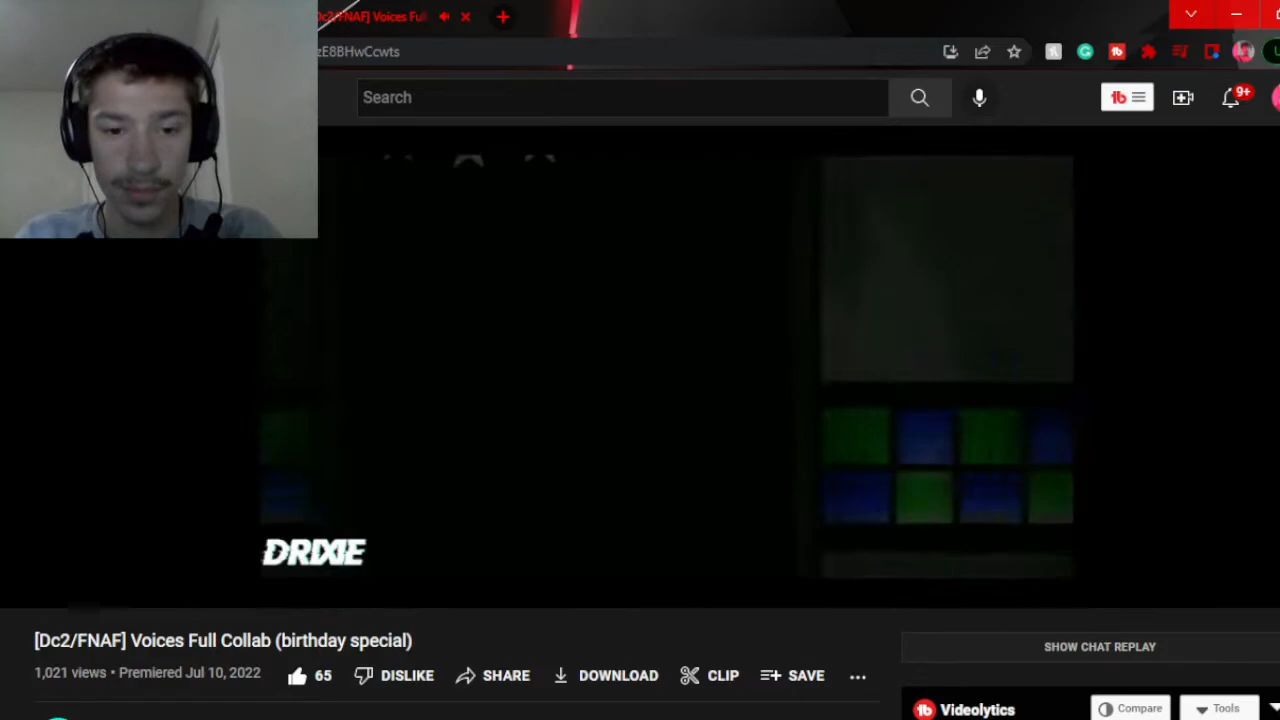 Dc2/FNAF] Voices Full
zE8BHwCcwts
Search
9+
DRIXIE
[Dc2/FNAF] Voices Full Collab (birthday special)
1,021 views • Premiered Jul 10, 2022
65
DISLIKE
SHARE
DOWNLOAD
CLIP
SAVE
SHOW CHAT REPLAY
Videolytics
Compare
Tools